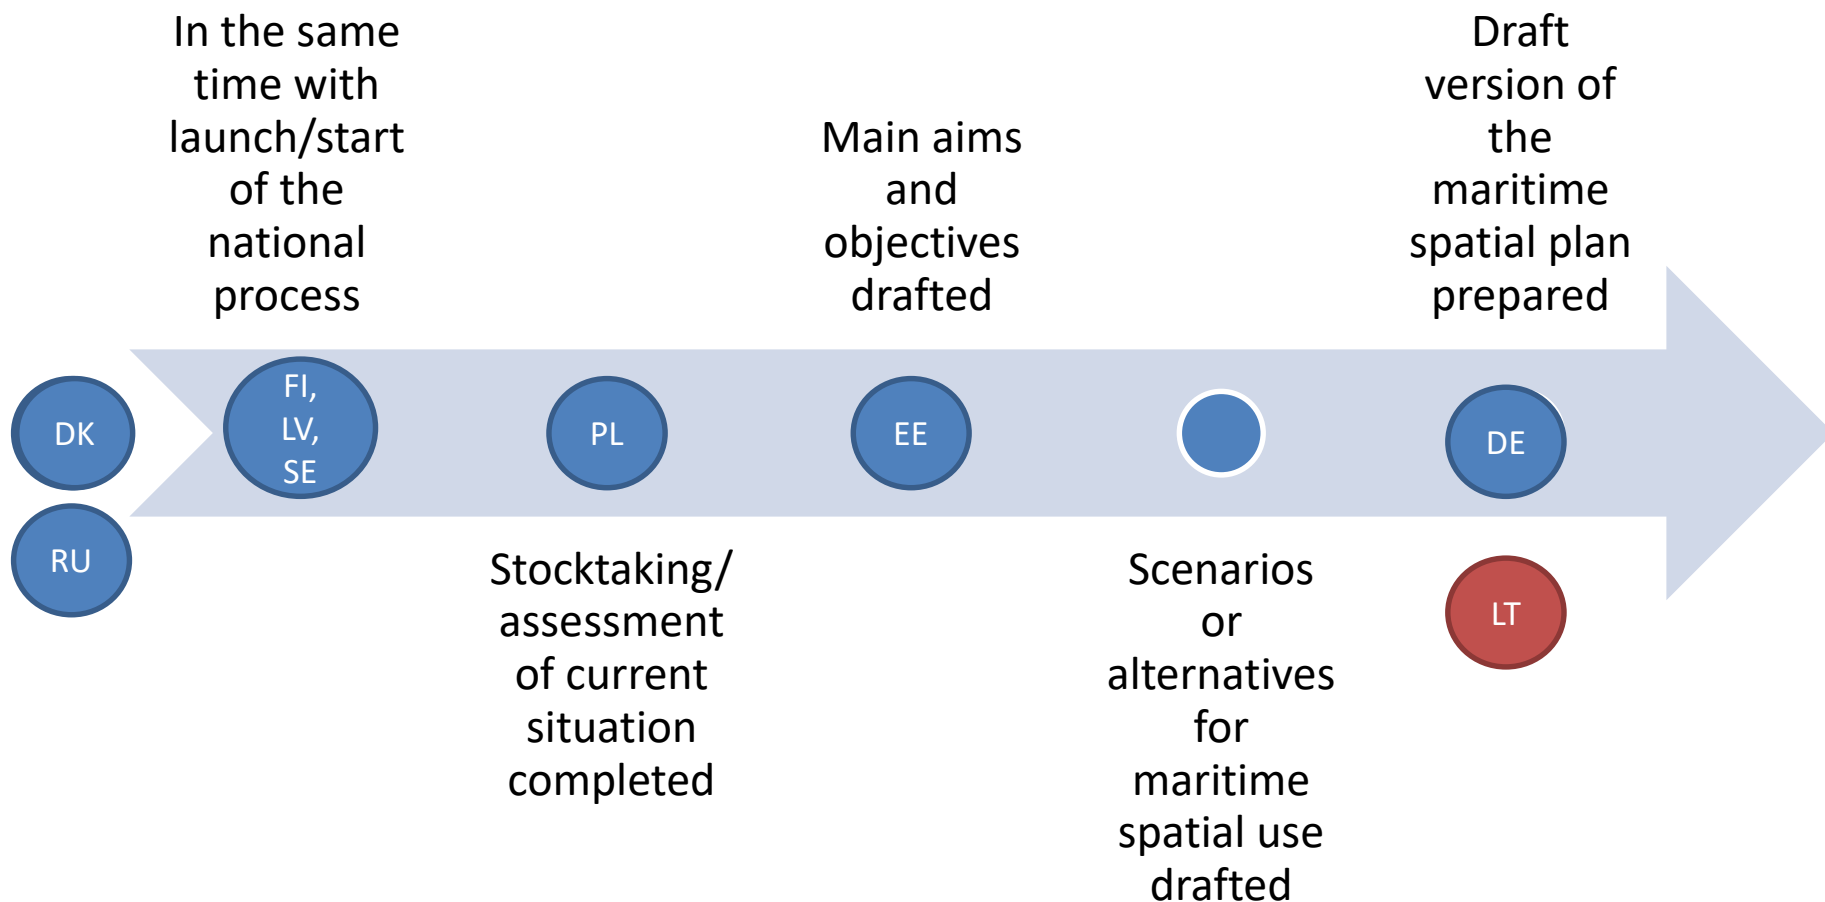 In the same
time with
launch/start
of the
national
process
Main aims
and
objectives
drafted
Draft
version of
the
maritime
spatial plan
prepared
DK
RU
FI,
LV,
SE
PL
EE
DE
LT
Stocktaking/
assessment
of current
situation
completed
Scenarios
or
alternatives
for
maritime
spatial use
drafted